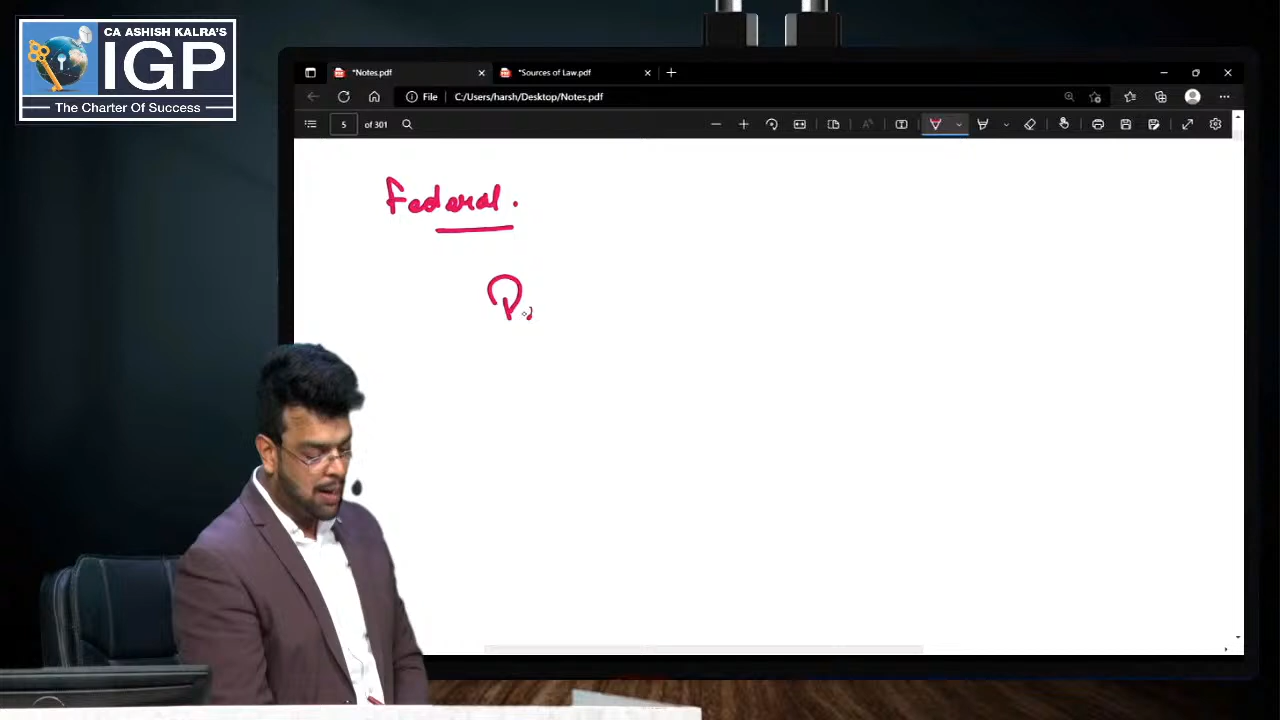 CA ASHISH KALRA'S
IGP
The Charter Of Success
*Notes.pdf
*Sources of Law.pdf
File C:/Users/harsh/Desktop/Notes.pdf
5 of 301
Federal.